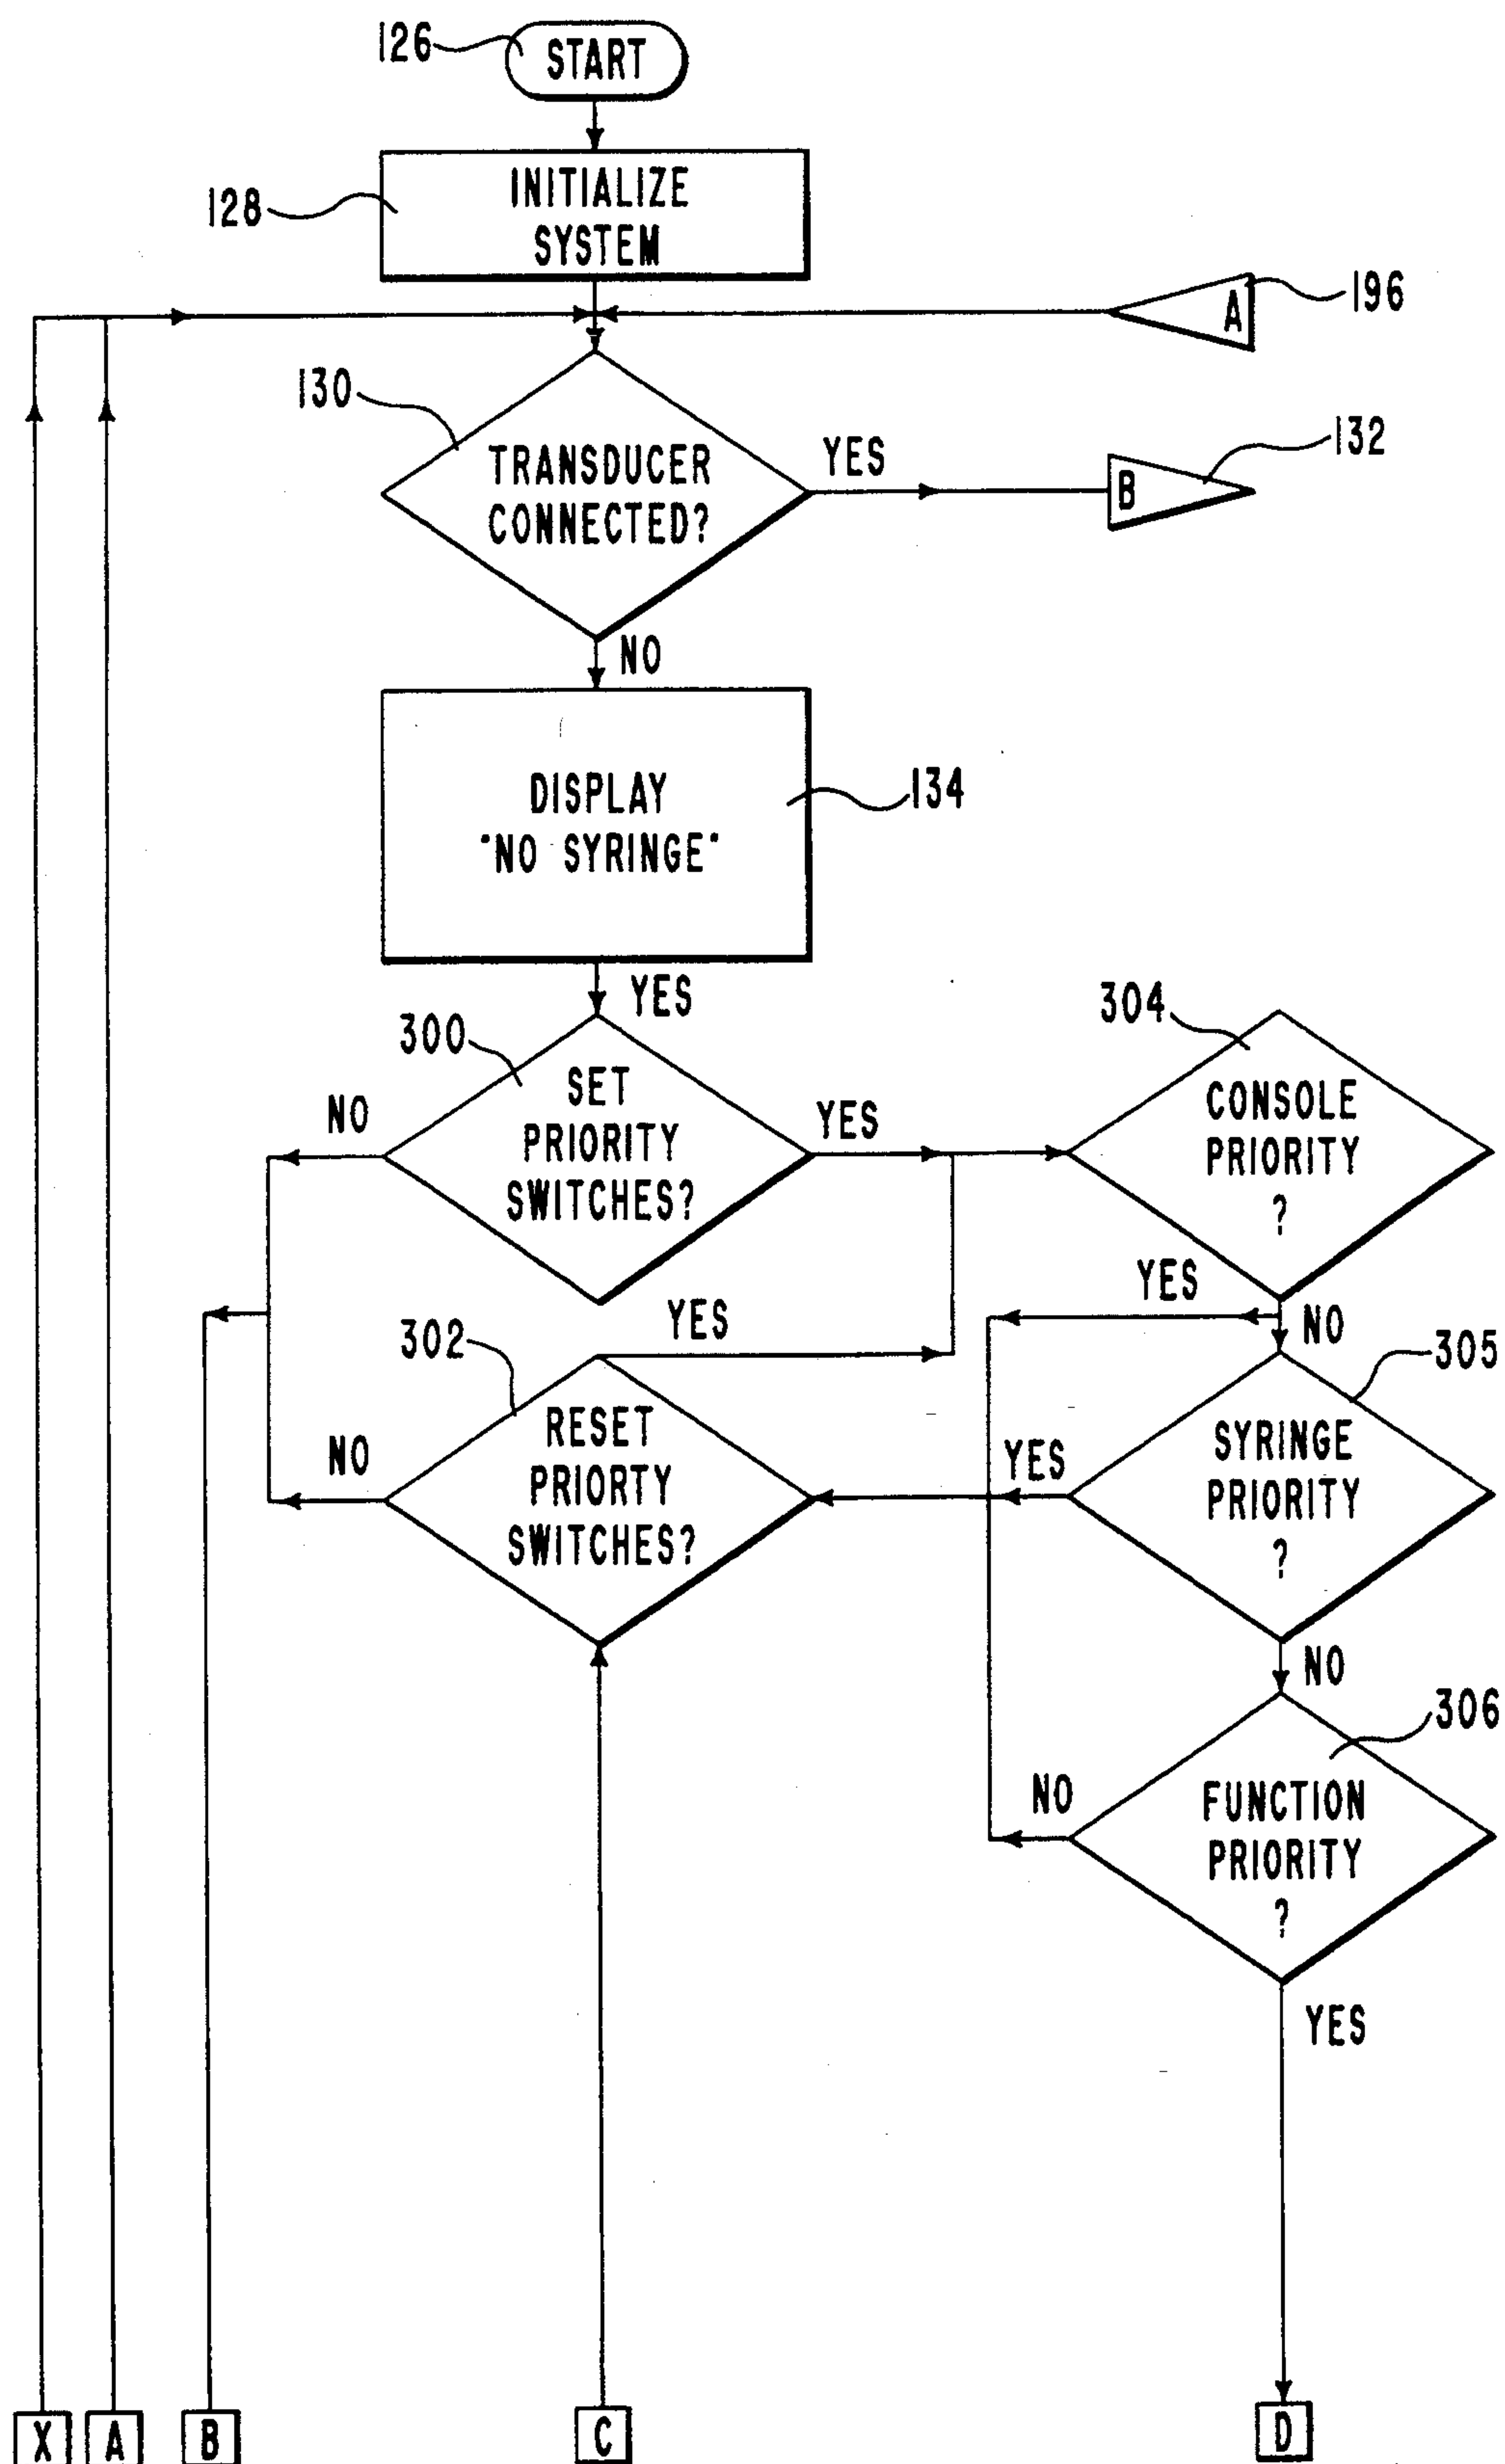 126
START
128
INITIALIZE
SYSTEM
A
196
130
TRANSDUCER
CONNECTED?
YES
B
132
NO
DISPLAY
"NO SYRINGE"
134
YES
300
SET
PRIORITY
SWITCHES?
NO
YES
304
CONSOLE
PRIORITY
?
YES
NO
302
RESET
PRIORTY
SWITCHES?
YES
NO
305
SYRINGE
PRIORITY
?
YES
NO
306
FUNCTION
PRIORITY
?
NO
YES
X
A
B
C
D